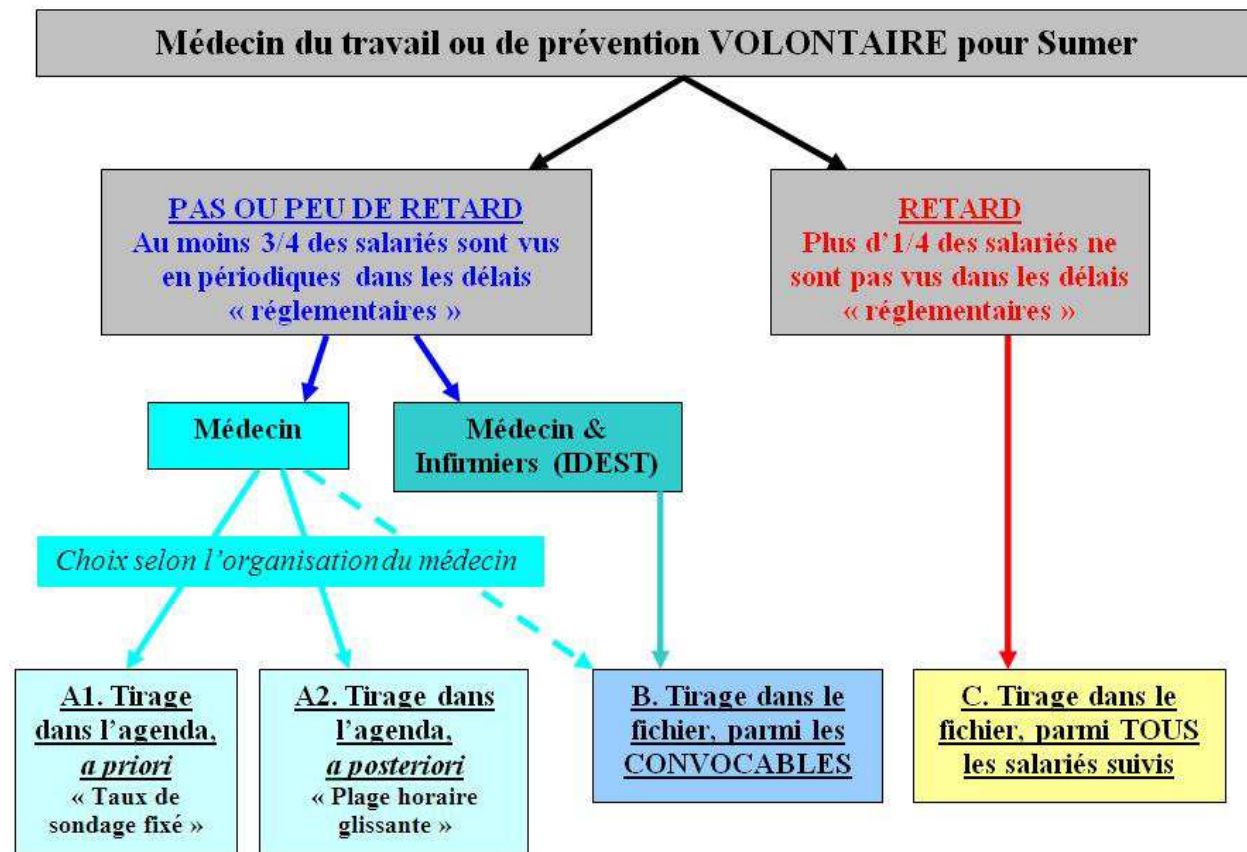 Médecin du travail ou de prévention VOLONTAIRE pour Sumer
PAS OU PEU DE RETARD
Au moins 3/4 des salariés sont vus
en périodiques dans les délais
« réglementaires »
RETARD
Plus d’1/4 des salariés ne
sont pas vus dans les délais
« réglementaires »
Médecin
Médecin &
Infirmiers (IDEST)
Choix selon l’organisation du médecin
A1. Tirage
dans l’agenda,
a priori
« Taux de
sondage fixé »
A2. Tirage dans
l’agenda,
a posteriori
« Plage horaire
glissante »
B. Tirage dans le
fichier, parmi les
CONVOCABLES
C. Tirage dans le
fichier, parmi TOUS
les salariés suivis